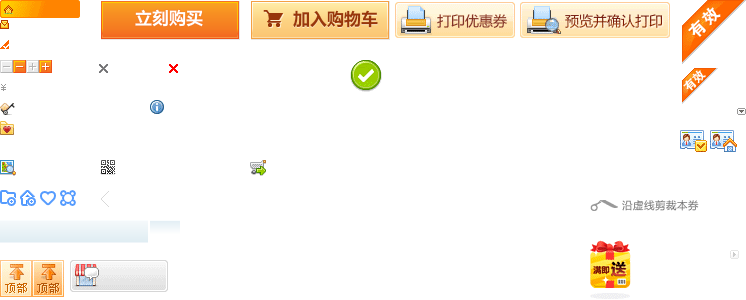 立刻购买
加入购物车
打印优惠券
预览并确认打印
有效
有效
¥
沿虚线剪裁本券
满即送
顶部
顶部